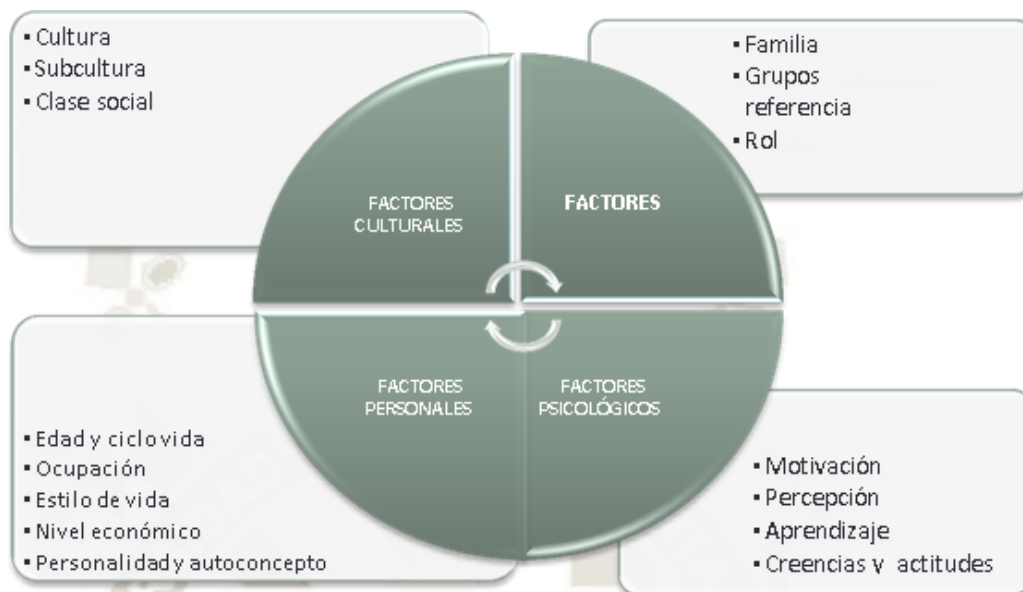 ▪ Cultura
▪ Subcultura
▪ Clase social
▪ Familia
▪ Grupos
referencia
▪ Rol
FACTORES
CULTURALES
FACTORES
FACTORES
PERSONALES
FACTORES
PSICOLÓGICOS
▪ Edad y ciclo vida
▪ Ocupación
▪ Estilo de vida
▪ Nivel económico
▪ Personalidad y autoconcepto
▪ Motivación
▪ Percepción
▪ Aprendizaje
▪ Creencias y actitudes